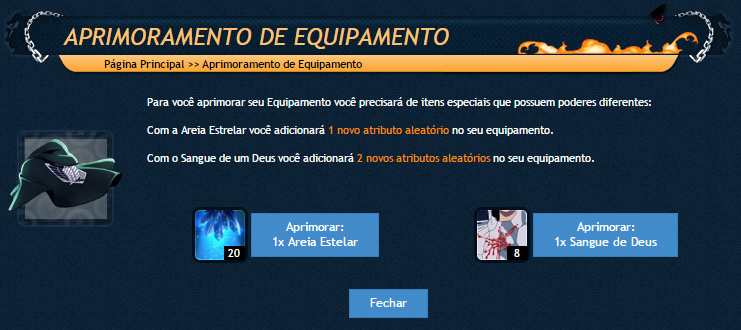 APRIMORAMENTO DE EQUIPAMENTO
Página Principal >> Aprimoramento de Equipamento
Para você aprimorar seu Equipamento você precisará de itens especiais que possuem poderes diferentes:
Com a Areia Estrelar você adicionará 1 novo atributo aleatório no seu equipamento.
Com o Sangue de um Deus você adicionará 2 novos atributos aleatórios no seu equipamento.
20
Aprimorar:
1x Areia Estelar
8
Aprimorar:
1x Sangue de Deus
Fechar